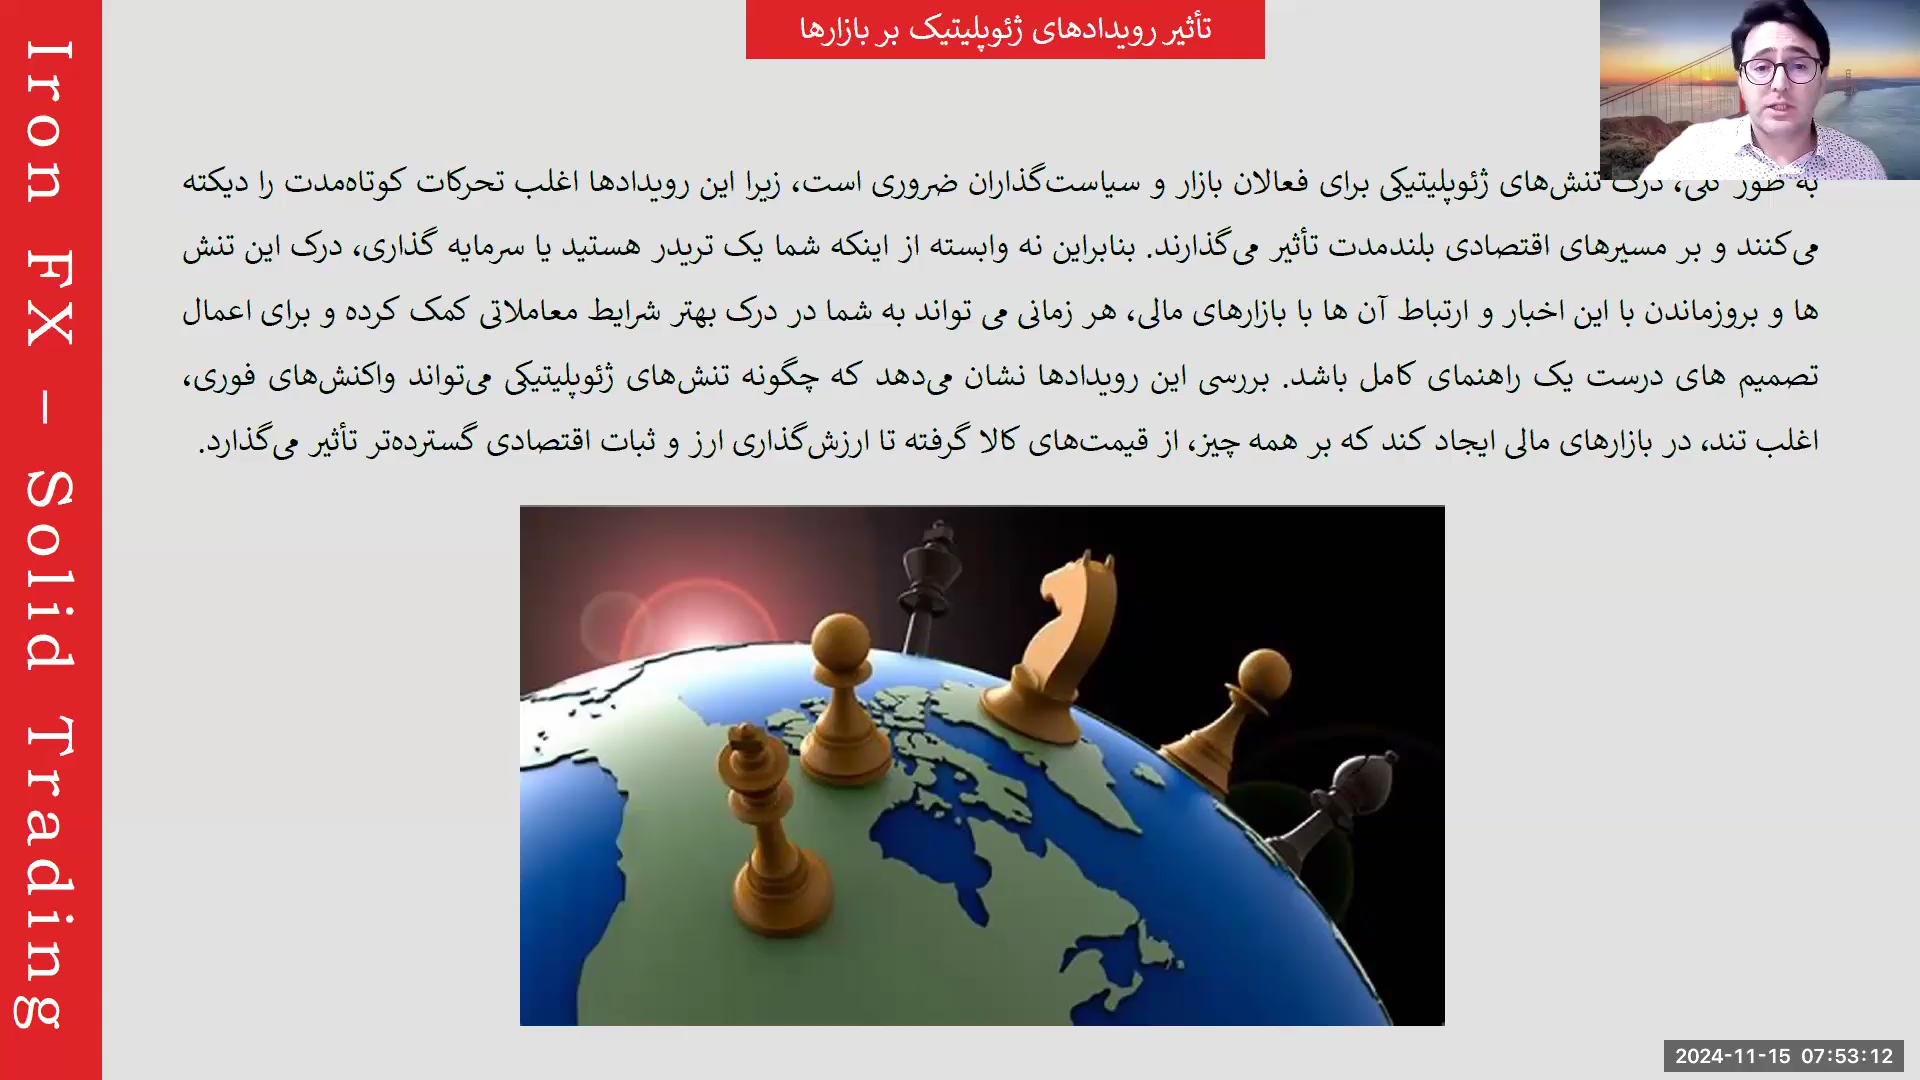 تأثیر رویدادهای ژئوپلیتیک بر بازارها
به طور کلی، درک تنش‌های ژئوپلیتیکی برای فعالان بازار و سیاست‌گذاران ضروری است، زیرا این رویدادها اغلب تحرکات کوتاه‌مدت را دیکته
می‌کنند و بر مسیرهای اقتصادی بلندمدت تأثیر می‌گذارند. بنابراین نه وابسته از اینکه شما یک تریدر هستید یا سرمایه گذاری، درک این تنش
ها و بروزماندن با این اخبار و ارتباط آن ها با بازارهای مالی، هر زمانی می تواند به شما در درک بهتر شرایط معاملاتی کمک کرده و برای اعمال
تصمیم های درست یک راهنمای کامل باشد. بررسی این رویدادها نشان می‌دهد که چگونه تنش‌های ژئوپلیتیکی می‌تواند واکنش‌های فوری،
اغلب تند، در بازارهای مالی ایجاد کند که بر همه چیز، از قیمت‌های کالا گرفته تا ارزش‌گذاری ارز و ثبات اقتصادی گسترده‌تر تأثیر می‌گذارد.
Iron FX – Solid Trading
2024-11-15 07:53:12